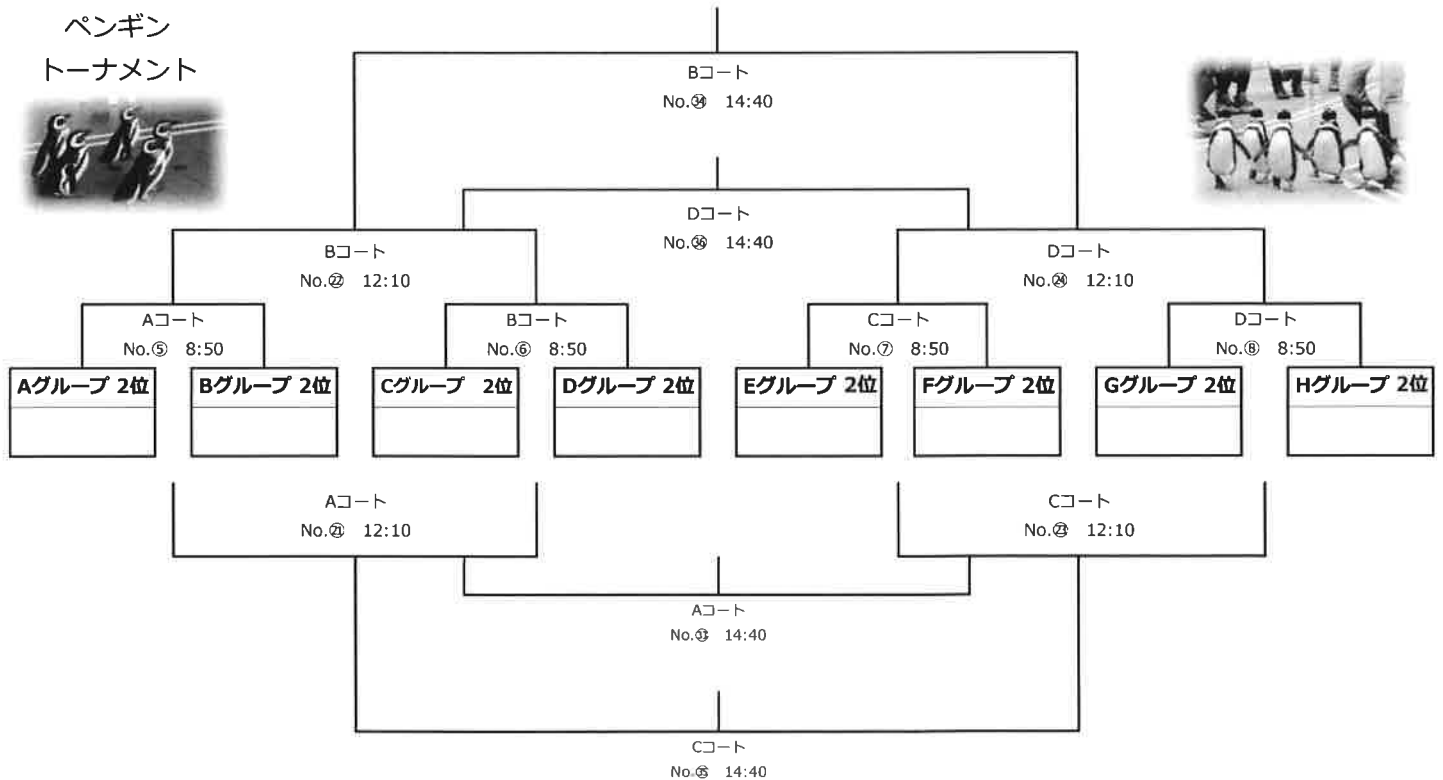 ペンギン
トーナメント
Bコート
No.㉞ 14:40
Dコート
No.㊱ 14:40
Bコート
No.㉒ 12:10
Dコート
No.㉔ 12:10
Aコート
No.⑤ 8:50
Bコート
No.⑥ 8:50
Cコート
No.⑦ 8:50
Dコート
No.⑧ 8:50
Aグループ 2位
Bグループ 2位
Cグループ 2位
Dグループ 2位
Eグループ 2位
Fグループ 2位
Gグループ 2位
Hグループ 2位
Aコート
No.㉑ 12:10
Cコート
No.㉓ 12:10
Aコート
No.㉝ 14:40
Cコート
No.㉟ 14:40